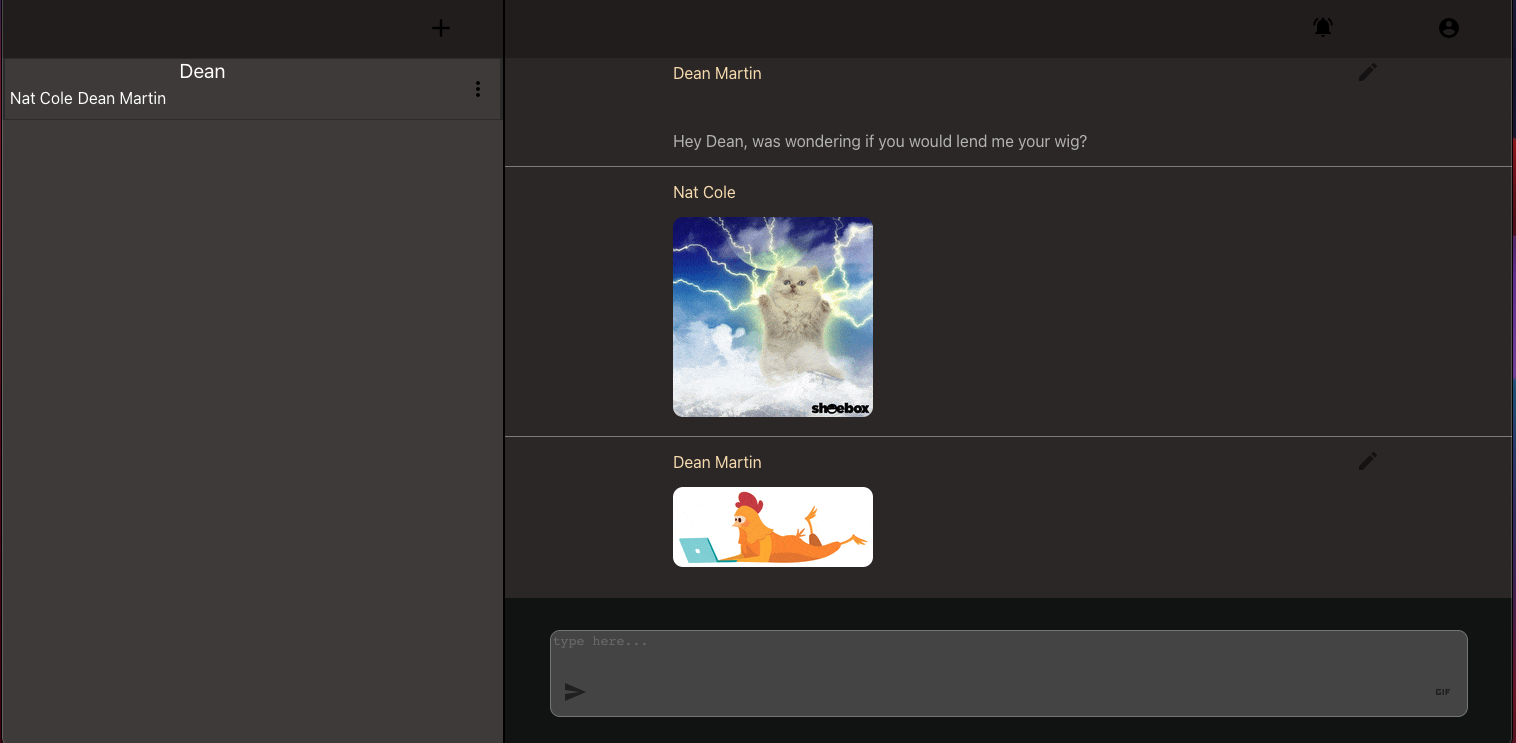 Dean
Nat Cole Dean Martin
Dean Martin
Hey Dean, was wondering if you would lend me your wig?
Nat Cole
shoebox
Dean Martin
type here...
GIF